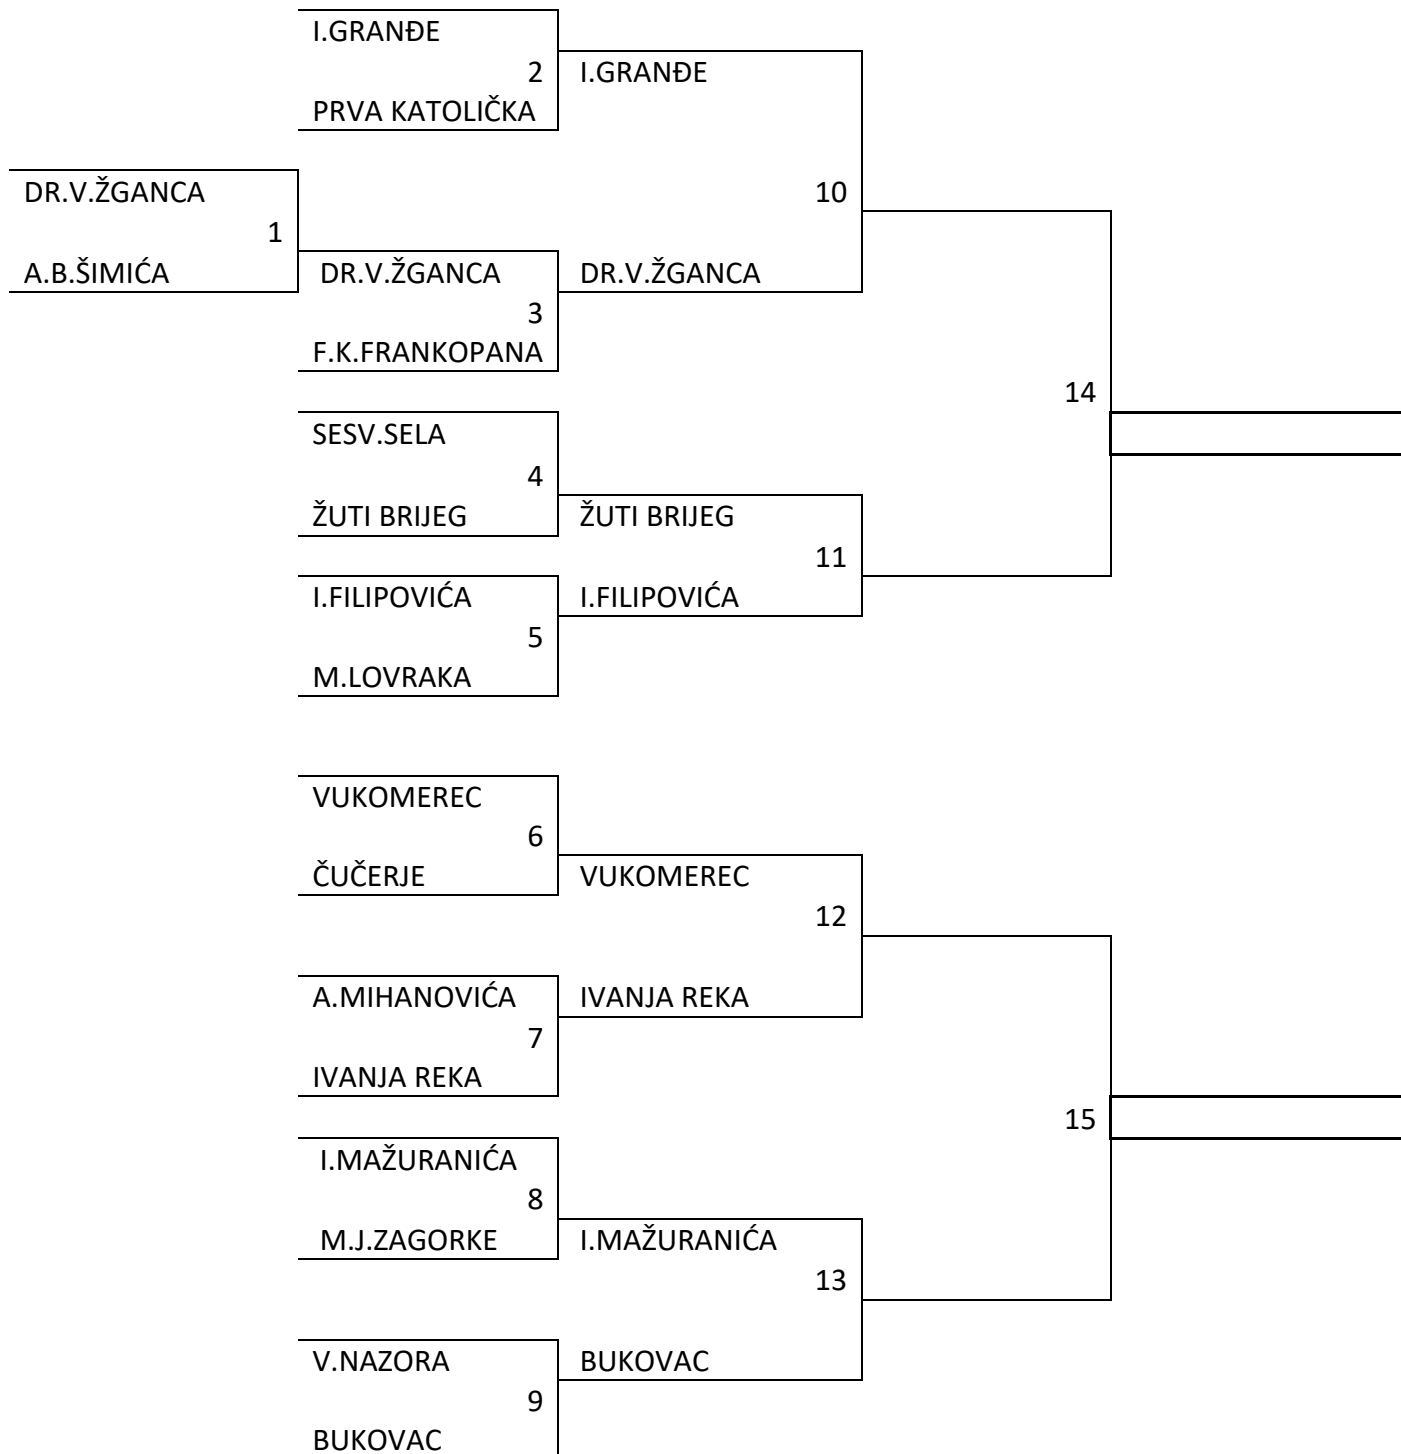 I.GRANĐE
2
I.GRANĐE
PRVA KATOLIČKA
DR.V.ŽGANCA
10
1
A.B.ŠIMIĆA
DR.V.ŽGANCA
DR.V.ŽGANCA
3
F.K.FRANKOPANA
14
SESV.SELA
4
ŽUTI BRIJEG
ŽUTI BRIJEG
11
I.FILIPOVIĆA
I.FILIPOVIĆA
5
M.LOVRAKA
VUKOMEREC
6
ČUČERJE
VUKOMEREC
12
A.MIHANOVIĆA
IVANJA REKA
7
IVANJA REKA
15
I.MAŽURANIĆA
8
M.J.ZAGORKE
I.MAŽURANIĆA
13
V.NAZORA
BUKOVAC
9
BUKOVAC